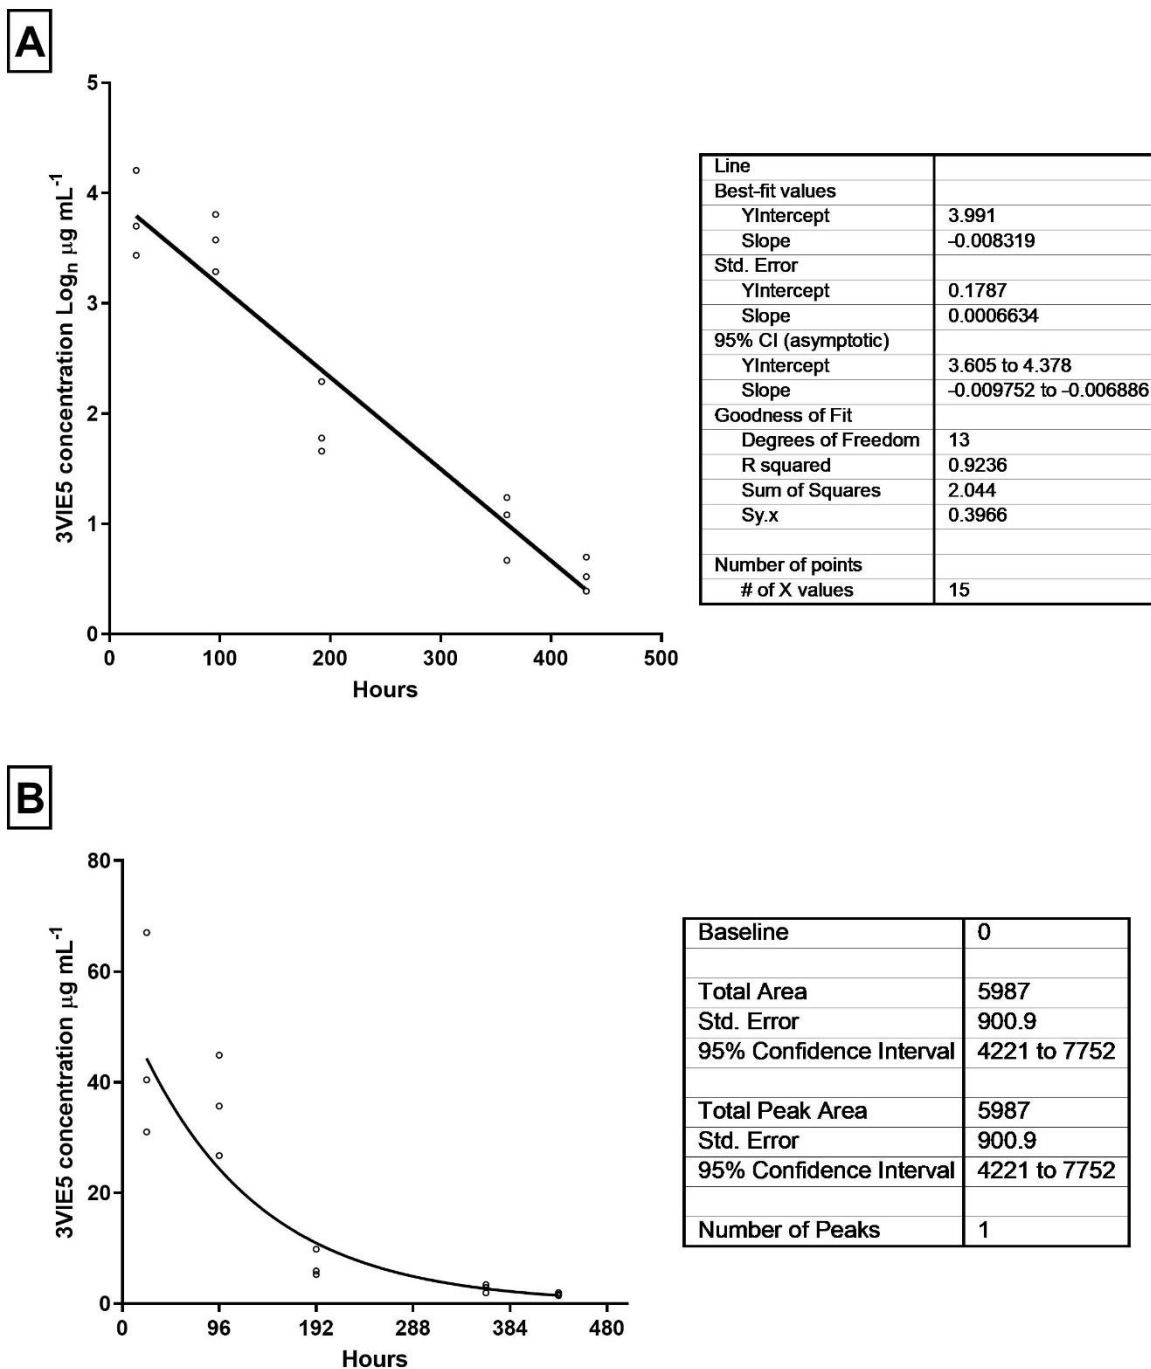 A
5
4
3
2
1
0
0 100 200 300 400 500
Hours
3VIE5 concentration Logₙ μg mL⁻¹
Line
Best-fit values
YIntercept 3.991
Slope -0.008319
Std. Error
YIntercept 0.1787
Slope 0.0006634
95% CI (asymptotic)
YIntercept 3.605 to 4.378
Slope -0.009752 to -0.006886
Goodness of Fit
Degrees of Freedom 13
R squared 0.9236
Sum of Squares 2.044
Sy.x 0.3966
Number of points
# of X values 15
B
80
60
40
20
0
0 96 192 288 384 480
Hours
3VIE5 concentration μg mL⁻¹
Baseline 0
Total Area 5987
Std. Error 900.9
95% Confidence Interval 4221 to 7752
Total Peak Area 5987
Std. Error 900.9
95% Confidence Interval 4221 to 7752
Number of Peaks 1